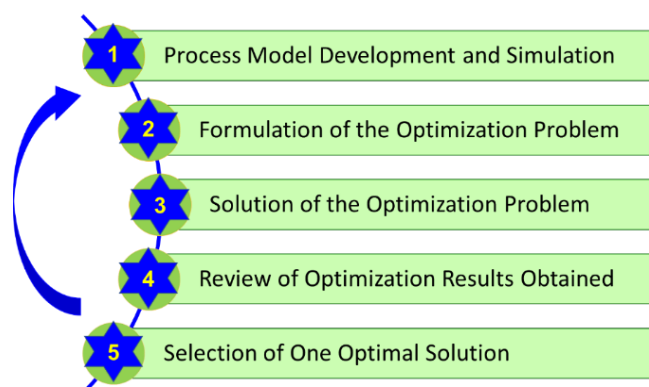 1 Process Model Development and Simulation
2 Formulation of the Optimization Problem
3 Solution of the Optimization Problem
4 Review of Optimization Results Obtained
5 Selection of One Optimal Solution